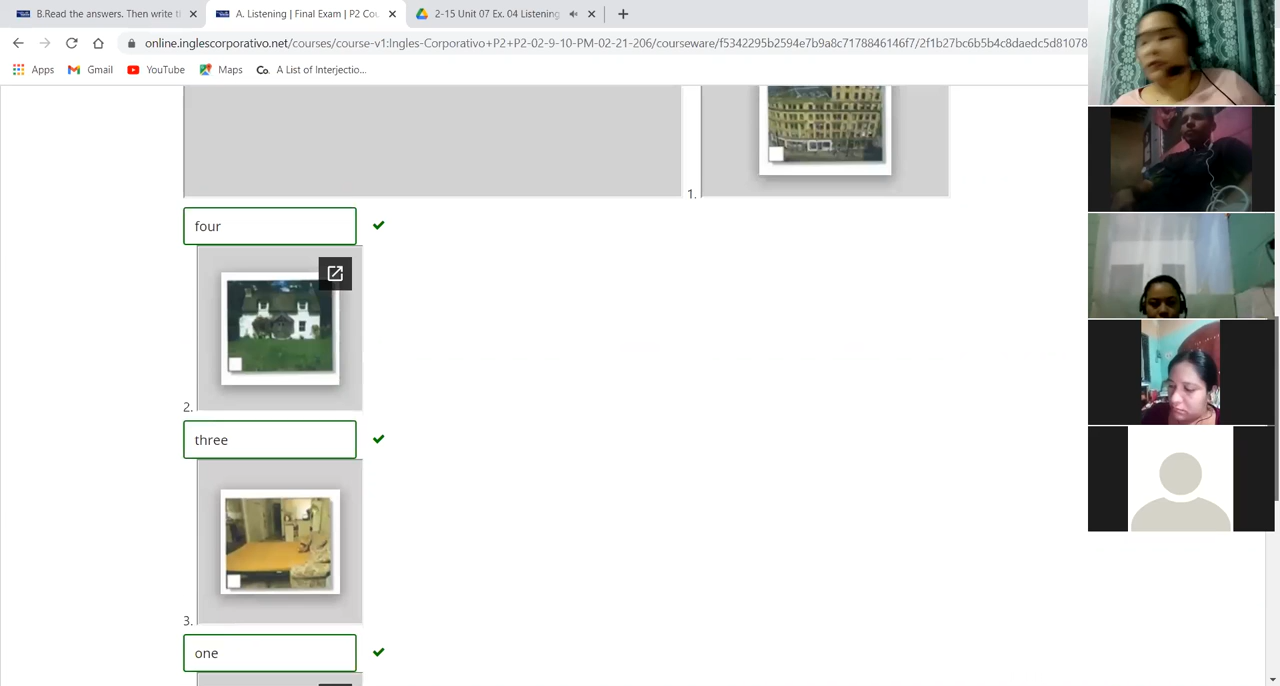 B.Read the answers. Then write t
A. Listening | Final Exam | P2 Cou
2-15 Unit 07 Ex. 04 Listening
online.inglescorporativo.net/courses/course-v1:Ingles-Corporativo+P2+P2-02-9-10-PM-02-21-206/courseware/f5342295b2594e7b9a8c7178846146f7/2f1b27bc6b5b4c8daedc5d81078
Apps
Gmail
YouTube
Maps
Co. A List of Interjectio...
1.
four
2.
three
3.
one